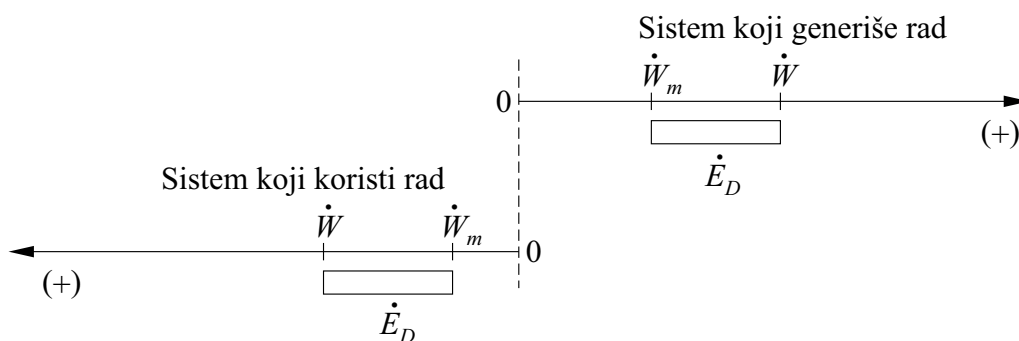 Sistem koji generiše rad
Ẇm Ẇ
0
(+)
ĖD
Sistem koji koristi rad
Ẇ Ẇm
0
(+)
ĖD